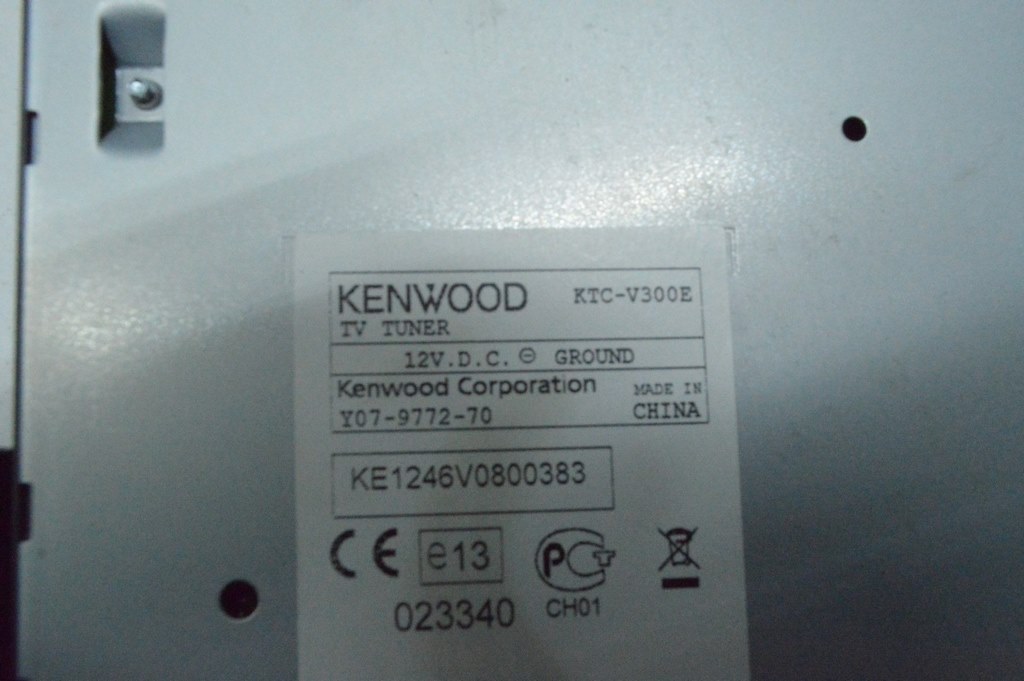 KENWOOD KTC-V300E
TV TUNER
12V.D.C. ⊖ GROUND
Kenwood Corporation MADE IN
Y07-9772-70 CHINA
KE1246V0800383
CE e13 PCT
023340 CH01